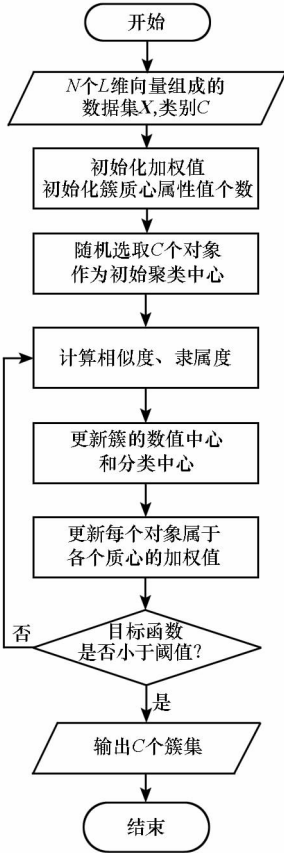 开始
N个L维向量组成的
数据集X,类别C
初始化加权值
初始化簇质心属性值个数
随机选取C个对象
作为初始聚类中心
计算相似度、隶属度
更新簇的数值中心
和分类中心
更新每个对象属于
各个质心的加权值
目标函数
是否小于阈值?
否
是
输出C个簇集
结束